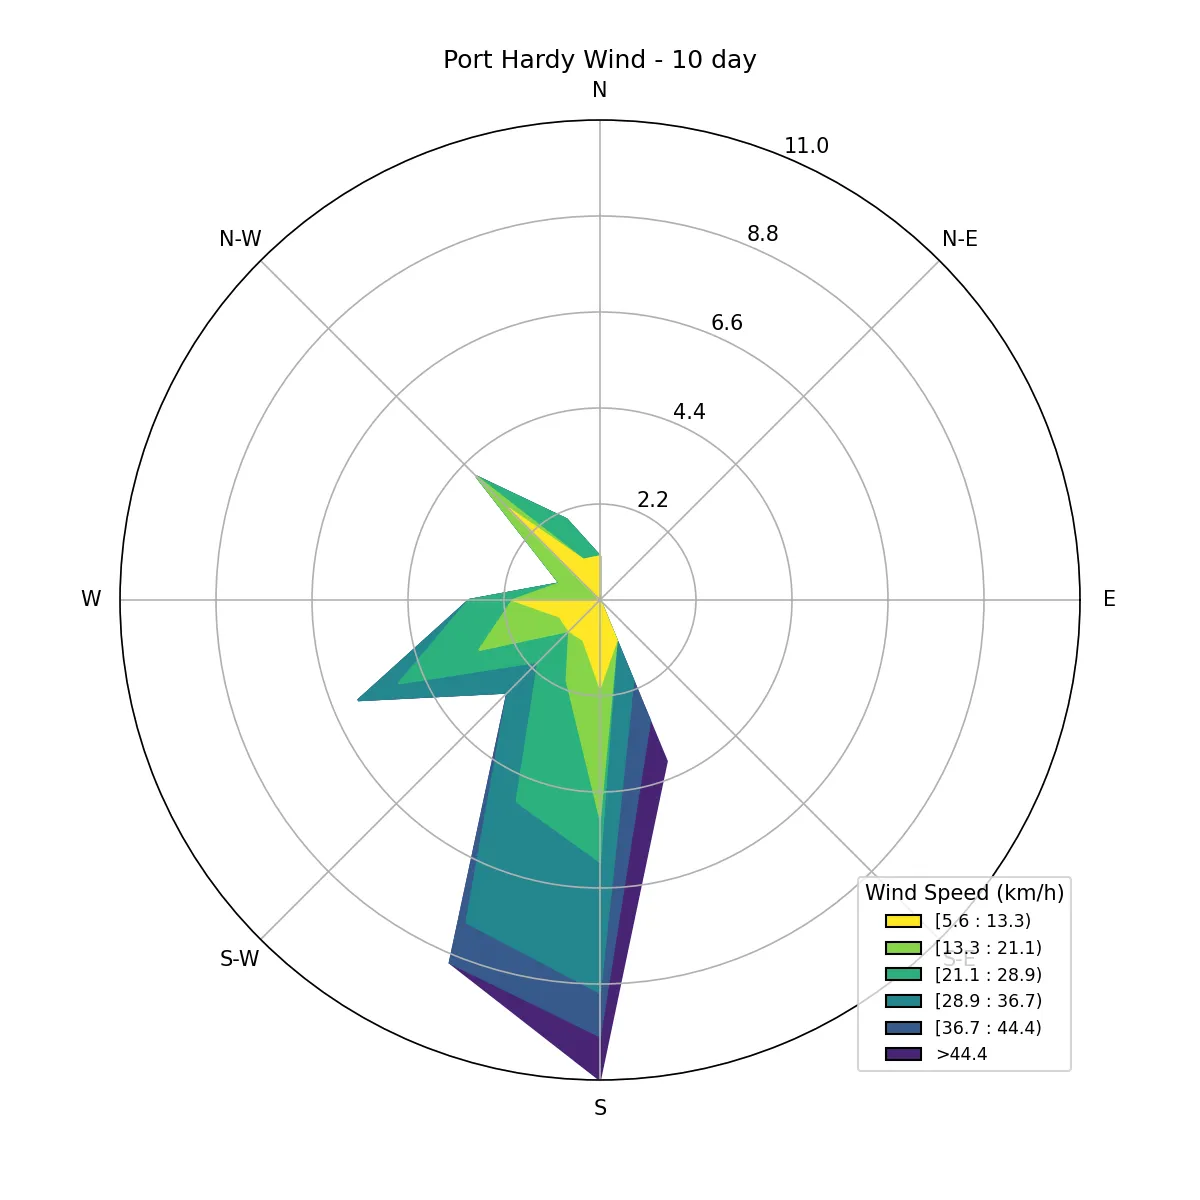 Port Hardy Wind - 10 day
N
11.0
N-W
N-E
8.8
6.6
4.4
2.2
W
E
S-W
S-E
S
Wind Speed (km/h)
[5.6 : 13.3)
[13.3 : 21.1)
[21.1 : 28.9)
[28.9 : 36.7)
[36.7 : 44.4)
>44.4